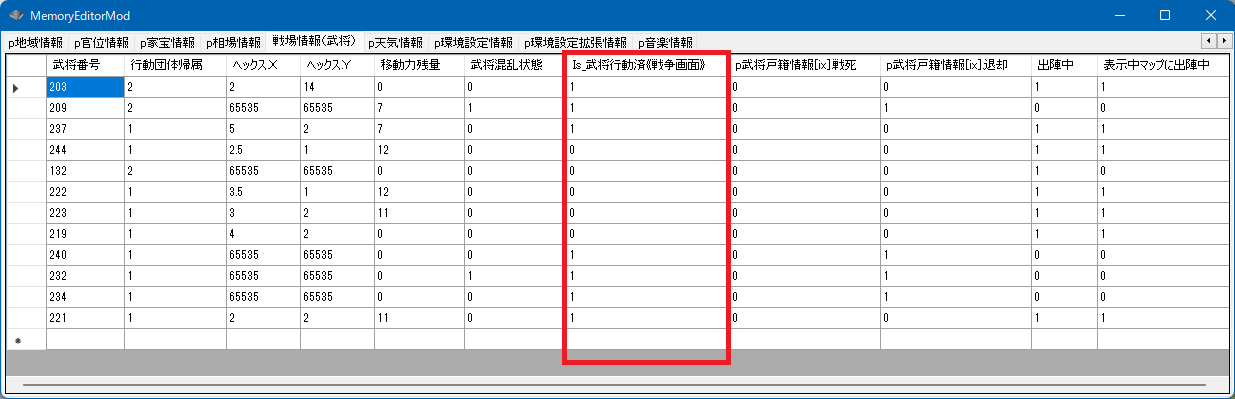 MemoryEditorMod
p地域情報 p官位情報 p家宝情報 p相場情報 戦場情報(武将) p天気情報 p環境設定情報 p環境設定拡張情報 p音楽情報
武将番号 行動団体帰属 ヘックスX ヘックスY 移動力残量 武将混乱状態 Is_武将行動済《戦争画面》 p武将戸籍情報[ix]戦死 p武将戸籍情報[ix].退却 出陣中 表示中マップに出陣中
203 2 2 14 0 0 1 0 0 1 1
209 2 65535 65535 7 1 1 0 1 0 0
237 1 5 2 7 0 1 0 0 1 1
244 1 2.5 1 12 0 0 0 0 1 1
132 2 65535 65535 0 0 0 0 0 1 0
222 1 3.5 1 12 0 0 0 0 1 1
223 1 3 2 11 0 0 0 0 1 1
219 1 4 2 0 0 0 0 0 1 1
240 1 65535 65535 0 0 1 0 1 0 0
232 1 65535 65535 0 1 1 0 1 0 0
234 1 65535 65535 0 0 1 0 1 0 0
221 1 2 2 11 0 1 0 0 1 1